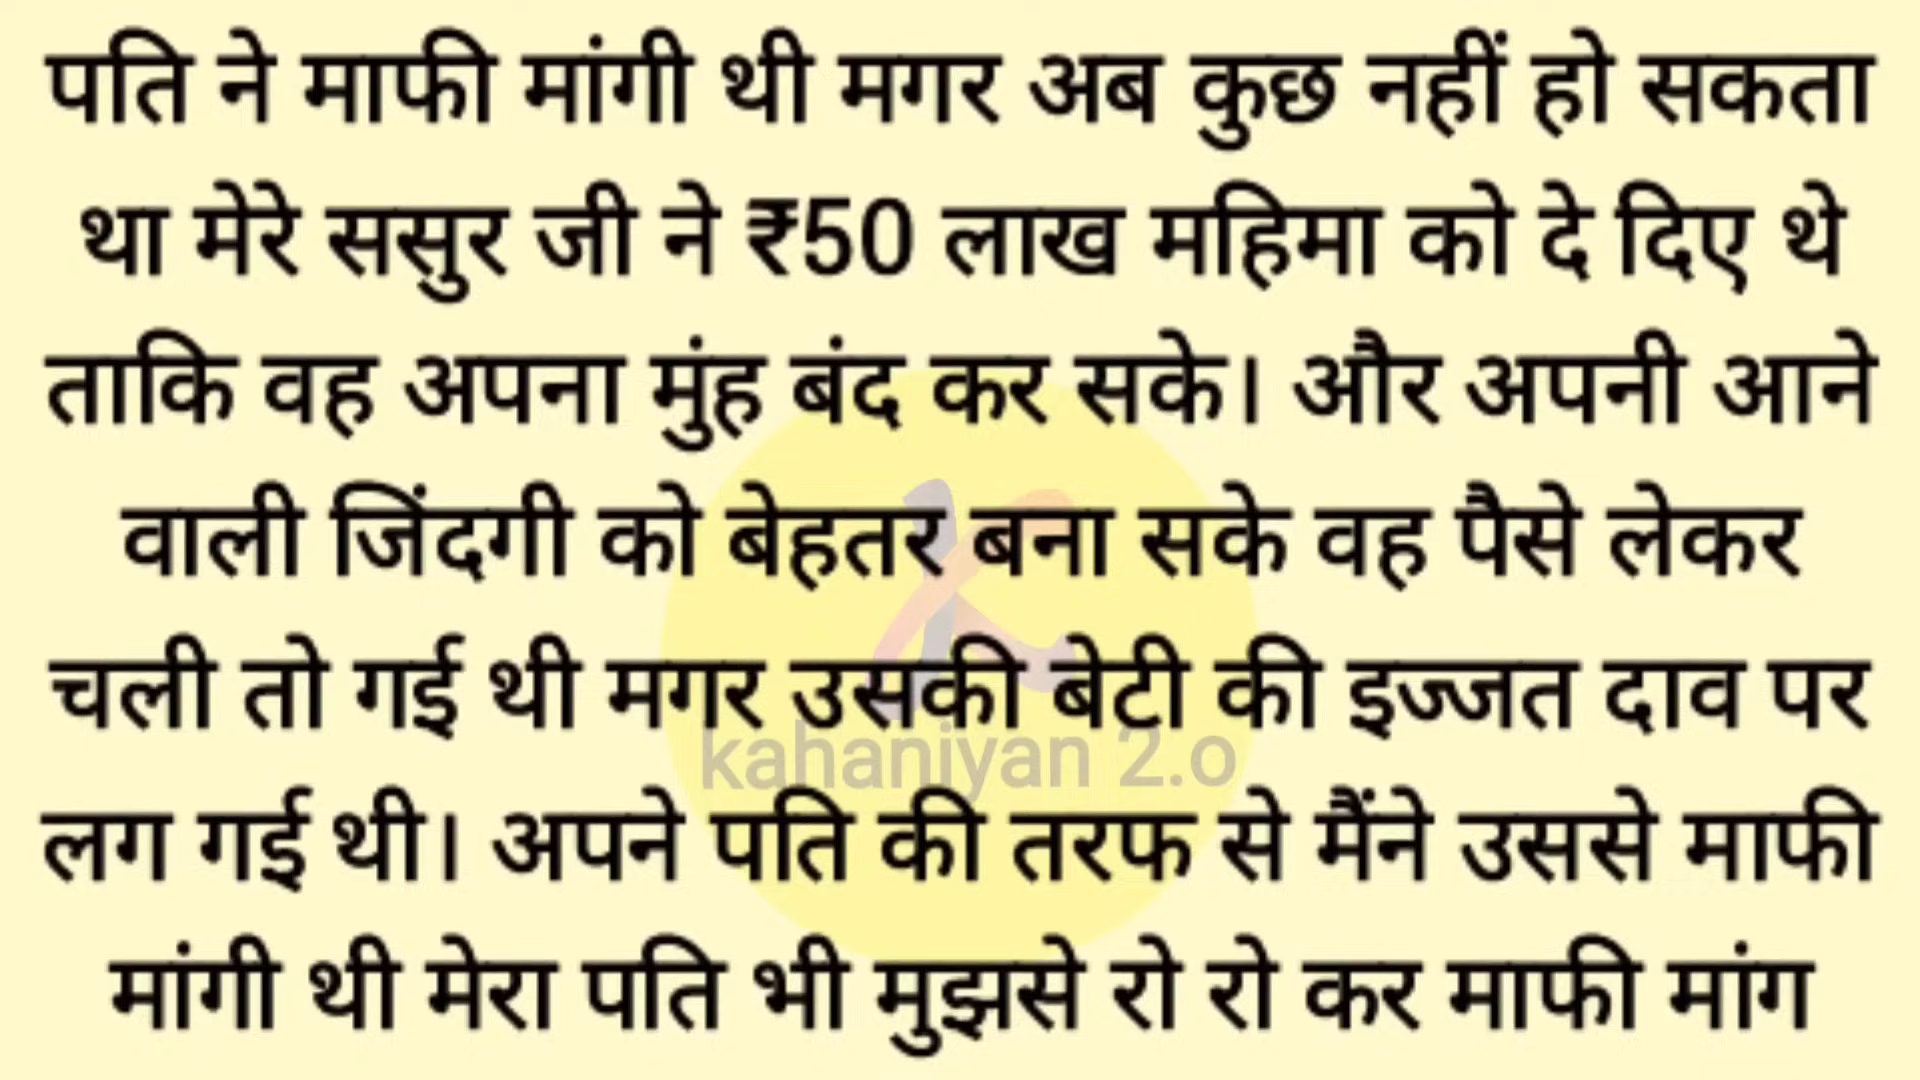 पति ने माफी मांगी थी मगर अब कुछ नहीं हो सकता
था मेरे ससुर जी ने ₹50 लाख महिमा को दे दिए थे
ताकि वह अपना मुंह बंद कर सके। और अपनी आने
वाली जिंदगी को बेहतर बना सके वह पैसे लेकर
चली तो गई थी मगर उसकी बेटी की इज्जत दाव पर
kahaniyan 2.o
लग गई थी। अपने पति की तरफ से मैंने उससे माफी
मांगी थी मेरा पति भी मुझसे रो रो कर माफी मांग